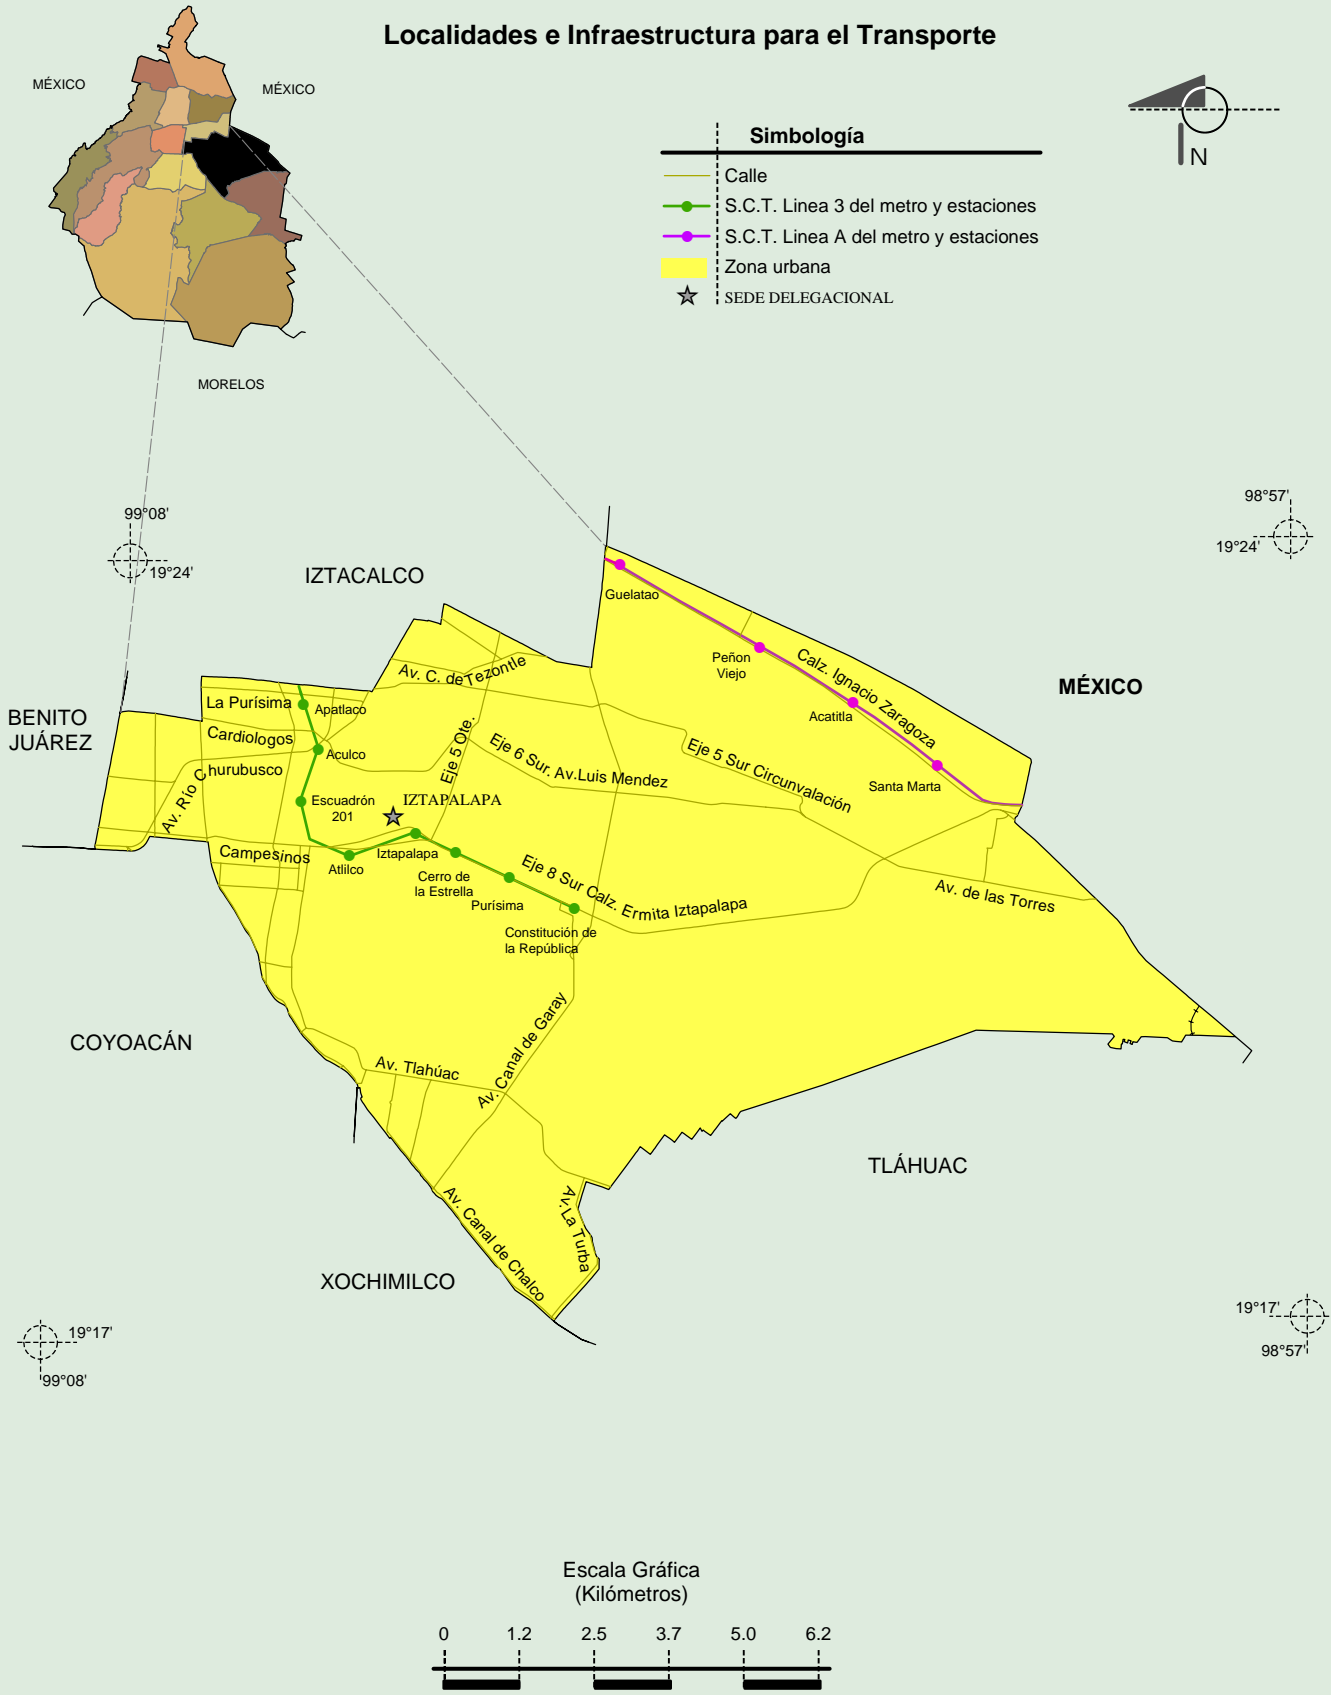 Localidades e Infraestructura para el Transporte
MÉXICO
MÉXICO
MORELOS
N
Simbología
Calle
S.C.T. Linea 3 del metro y estaciones
S.C.T. Linea A del metro y estaciones
Zona urbana
SEDE DELEGACIONAL
99°08'
19°24'
98°57'
19°24'
IZTACALCO
Guelatao
Peñon
Viejo
Calz. Ignacio Zaragoza
Acatitla
Santa Marta
MÉXICO
BENITO
JUÁREZ
La Purísima
Apatlaco
Av. C. de Tezontle
Cardiologos
Aculco
Av. Río Churubusco
Eje 5 Ote.
Eje 6 Sur. Av.Luis Mendez
Eje 5 Sur Circunvalación
Escuadrón
201
IZTAPALAPA
Campesinos
Atlilco
Iztapalapa
Cerro de
la Estrella
Purísima
Eje 8 Sur Calz. Ermita Iztapalapa
Constitución de
la República
Av. de las Torres
COYOACÁN
Av. Tlahúac
Av. Canal de Garay
TLÁHUAC
Av. Canal de Chalco
Av. La Turba
XOCHIMILCO
19°17'
99°08'
19°17'
98°57'
Escala Gráfica
(Kilómetros)
0 1.2 2.5 3.7 5.0 6.2